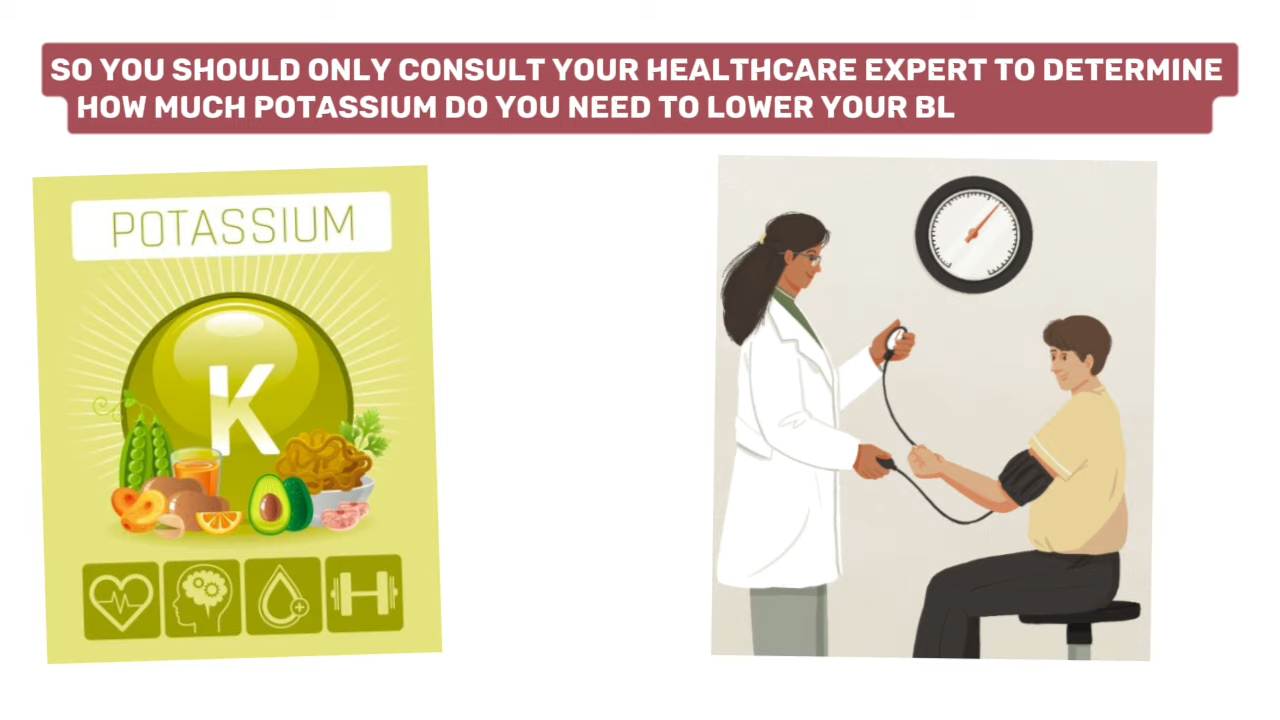 SO YOU SHOULD ONLY CONSULT YOUR HEALTHCARE EXPERT TO DETERMINE
HOW MUCH POTASSIUM DO YOU NEED TO LOWER YOUR BL
POTASSIUM
K